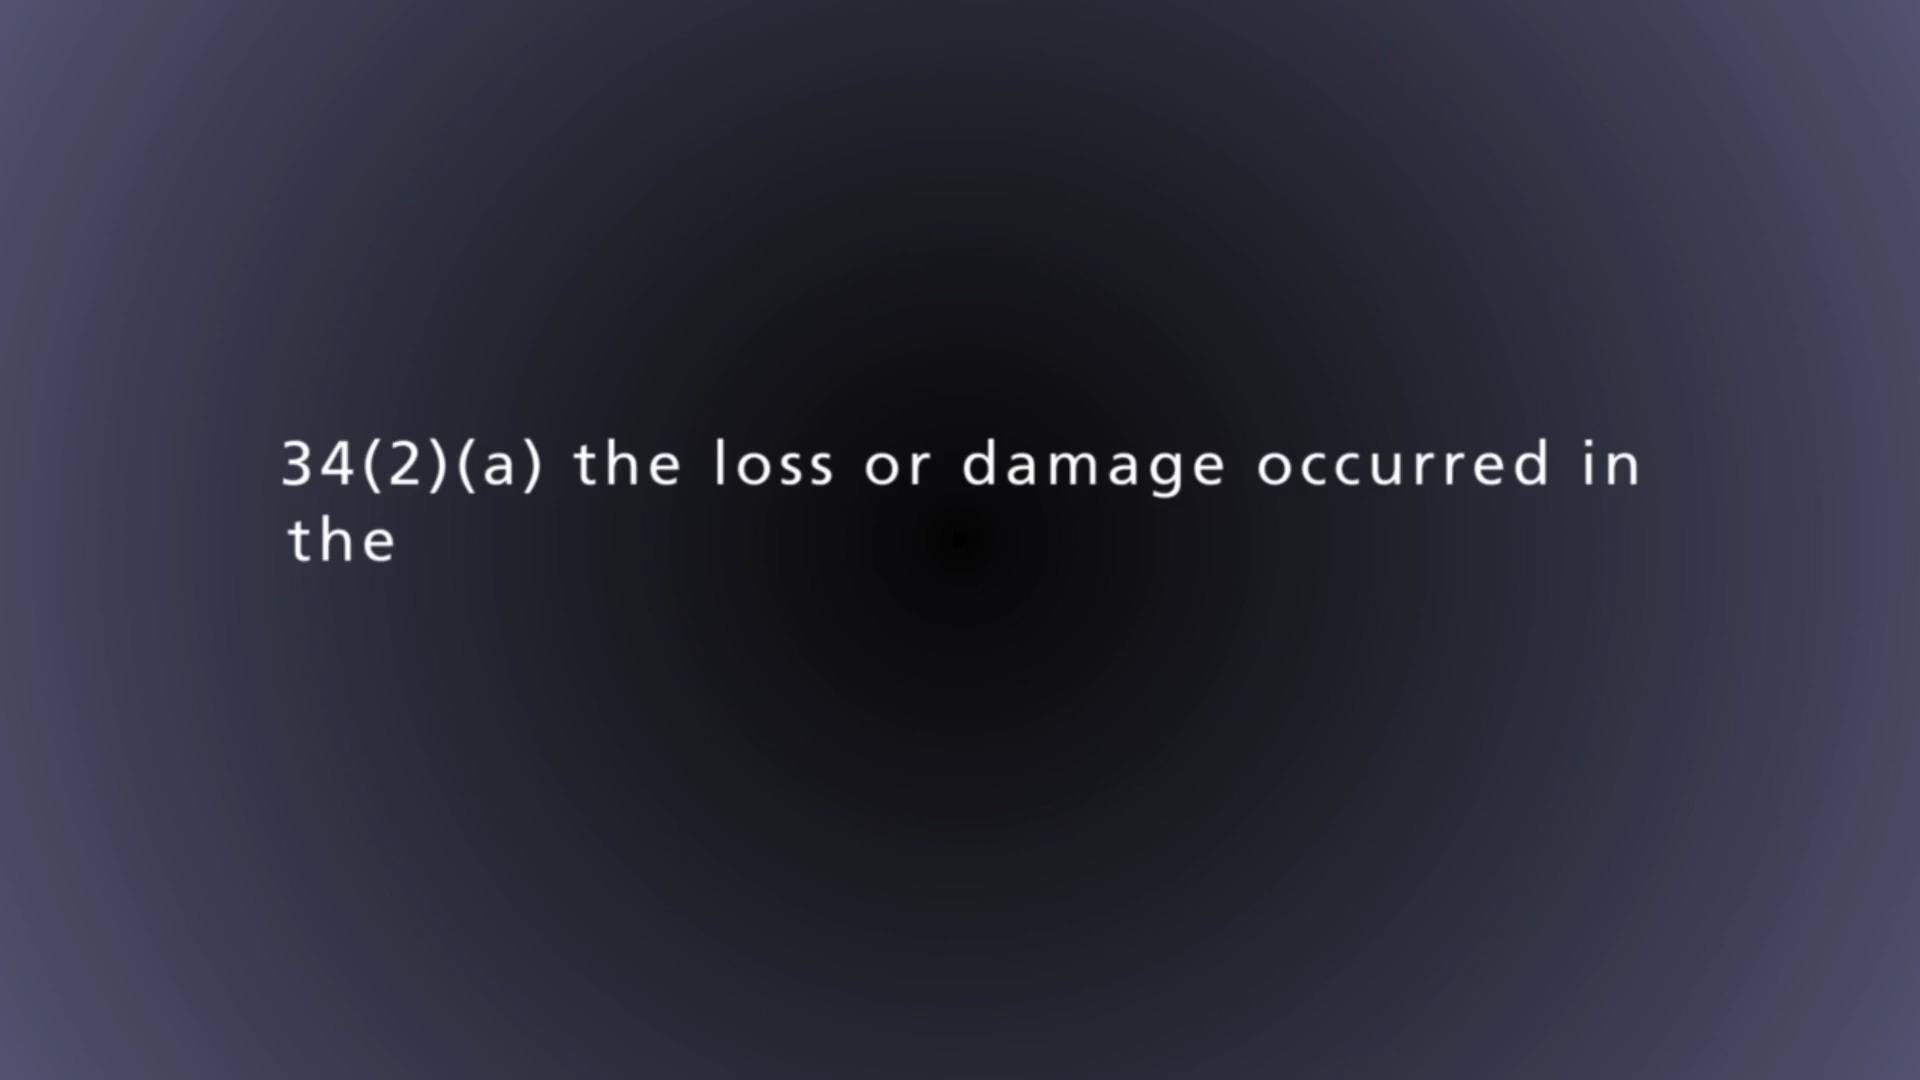 34(2)(a) the loss or damage occurred in
the